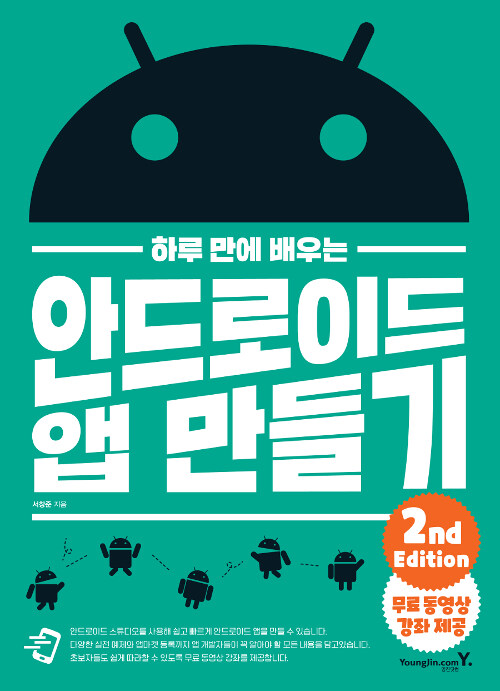 하루 만에 배우는
안드로이드
앱 만들기
서창준 지음
2nd
Edition
무료 동영상
강좌 제공
안드로이드 스튜디오를 사용해 쉽고 빠르게 안드로이드 앱을 만들 수 있습니다.
다양한 실전 예제와 앱마켓 등록까지 앱 개발자들이 꼭 알아야 할 모든 내용을 담고있습니다.
초보자들도 쉽게 따라할 수 있도록 무료 동영상 강좌를 제공합니다.
YoungJin.com Y.
영진닷컴